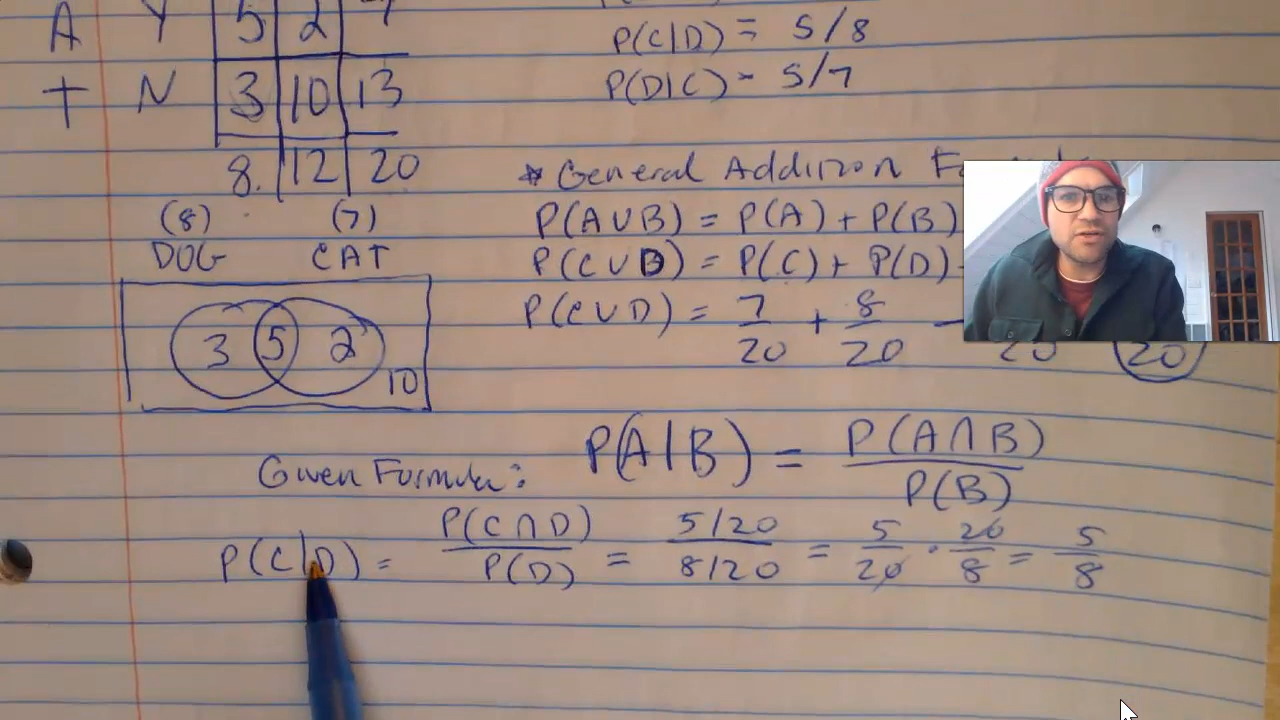 A Y 5 2
P(C|D) = 5/8
T N 3 10 13
P(D|C) = 5/7
8. 12 20
* General Addition
(8) (7)
DOG CAT
P(A∪B) = P(A) + P(B)
P(C∪D) = P(C) + P(D) -
P(C∪D) = 7/20 + 8/20 - 20 20
3 5 2 10
Given Formula: P(A|B) = P(A∩B)/P(B)
P(C|D) = P(C∩D)/P(D) = 5/20/8/20 = 5/20 · 20/8 = 5/8